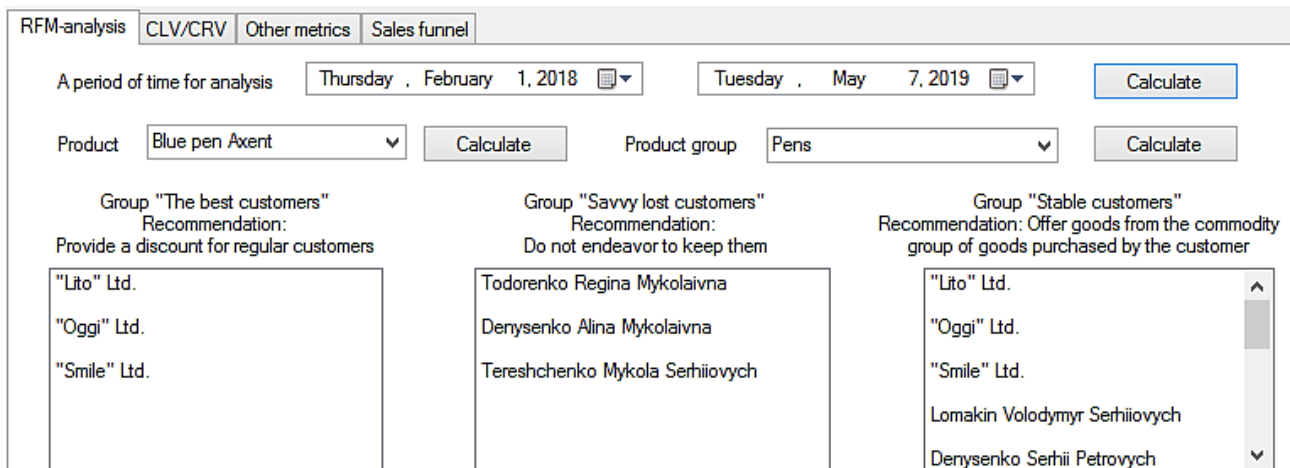 RFM-analysis CLV/CRV Other metrics Sales funnel
A period of time for analysis Thursday , February 1, 2018 Tuesday , May 7, 2019 Calculate
Product Blue pen Axent Calculate Product group Pens Calculate
Group "The best customers"
Recommendation:
Provide a discount for regular customers
"Lito" Ltd.
"Oggi" Ltd.
"Smile" Ltd.
Group "Savvy lost customers"
Recommendation:
Do not endeavor to keep them
Todorenko Regina Mykolaivna
Denysenko Alina Mykolaivna
Tereshchenko Mykola Serhiiovych
Group "Stable customers"
Recommendation: Offer goods from the commodity
group of goods purchased by the customer
"Lito" Ltd.
"Oggi" Ltd.
"Smile" Ltd.
Lomakin Volodymyr Serhiiovych
Denysenko Serhii Petrovych